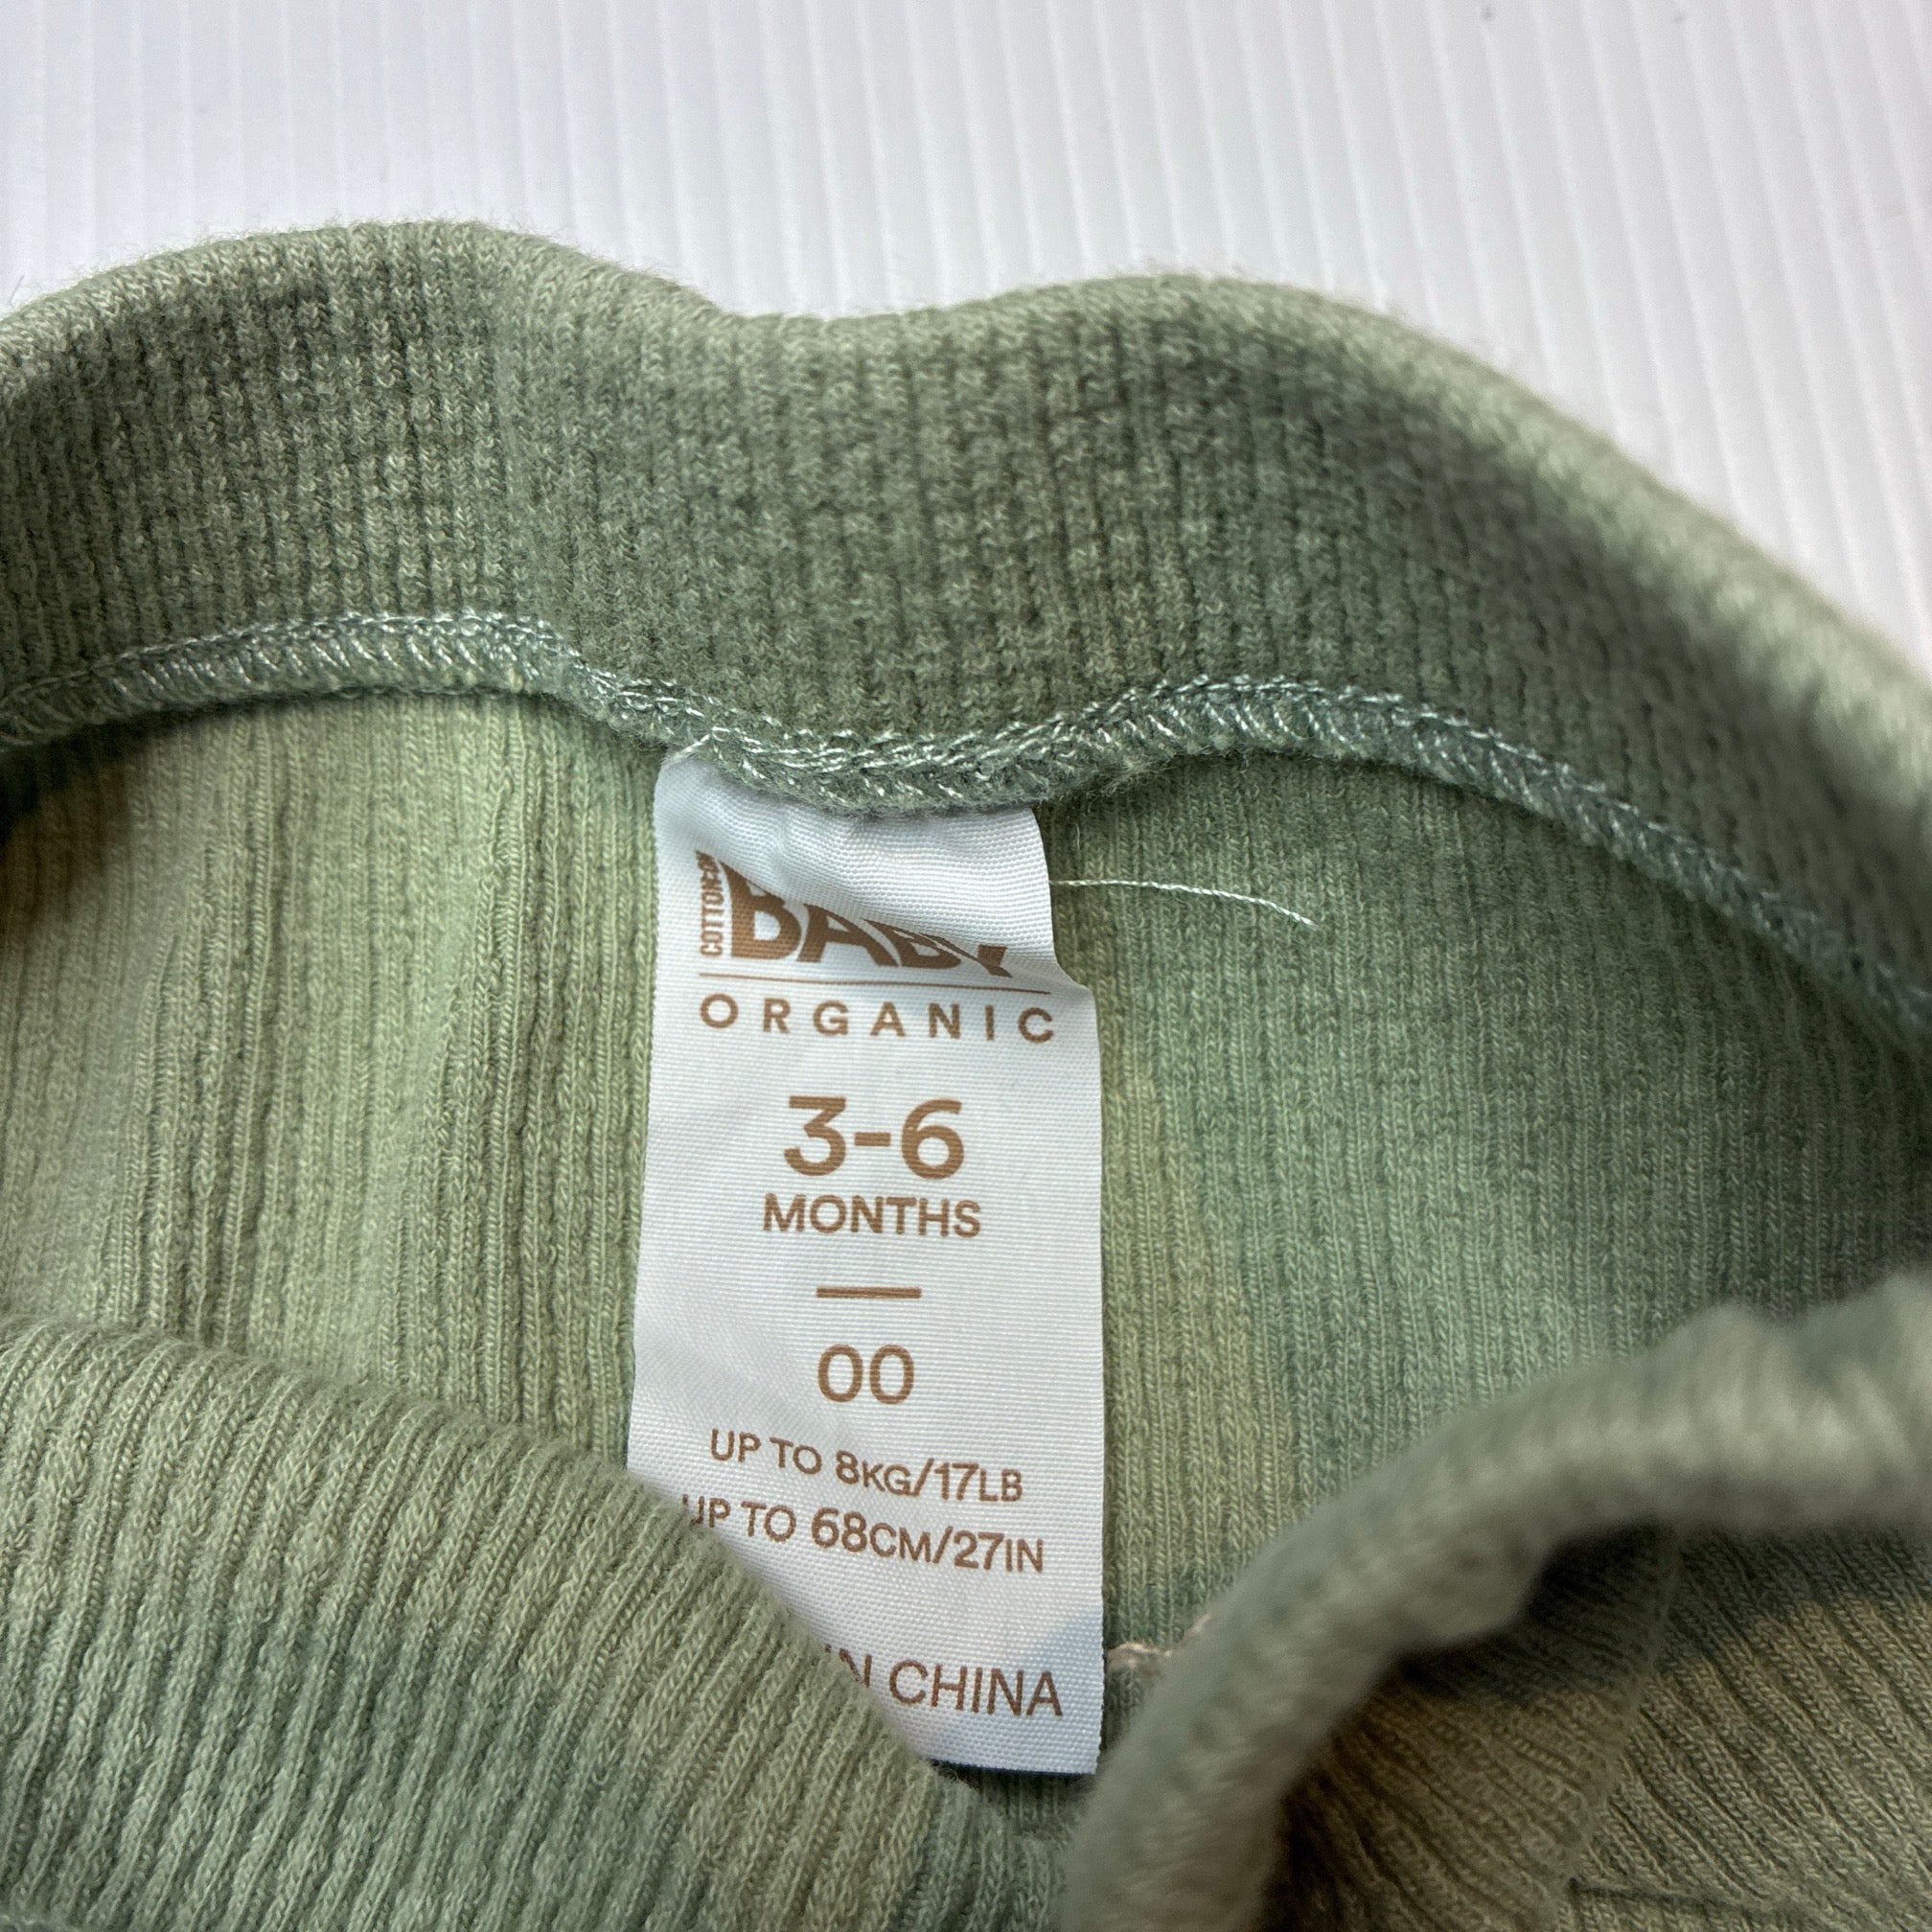 COTTON:ON
BABY
ORGANIC
3-6
MONTHS
00
UP TO 8KG/17LB
UP TO 68CM/27IN
IN CHINA